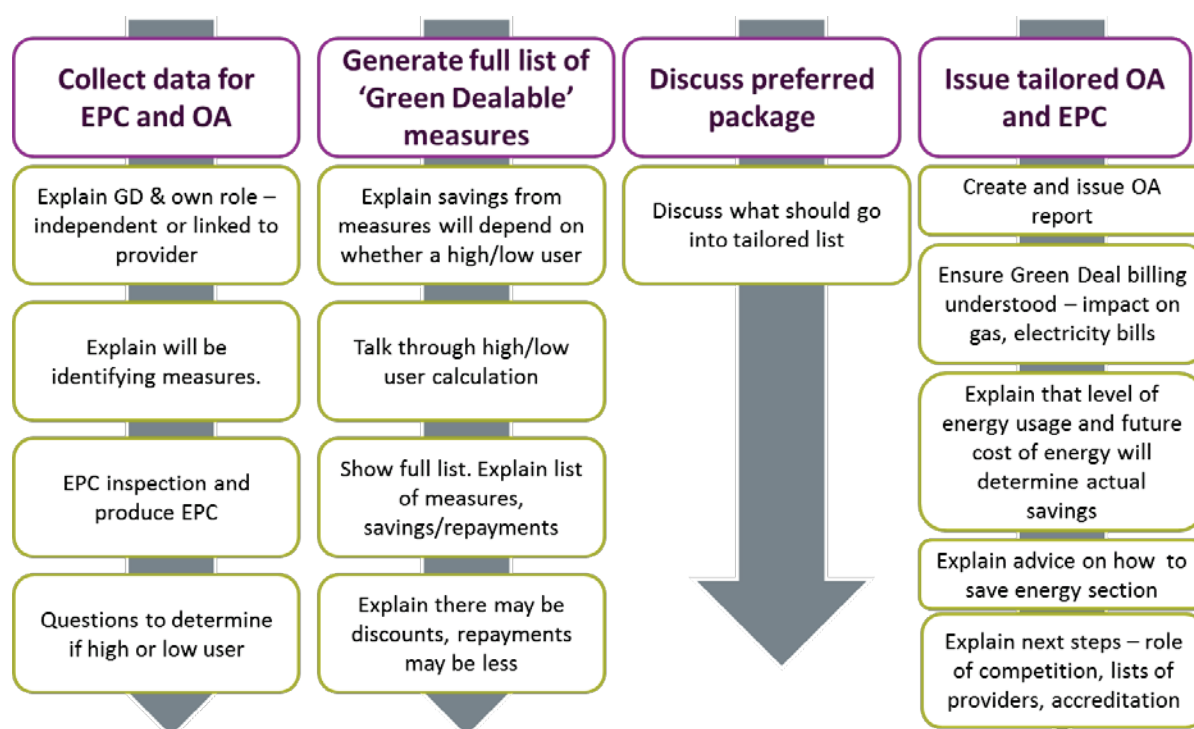 Collect data for
EPC and OA
Explain GD & own role –
independent or linked to
provider
Explain will be
identifying measures.
EPC inspection and
produce EPC
Questions to determine
if high or low user
Generate full list of
‘Green Dealable’
measures
Explain savings from
measures will depend on
whether a high/low user
Talk through high/low
user calculation
Show full list. Explain list
of measures,
savings/repayments
Explain there may be
discounts, repayments
may be less
Discuss preferred
package
Discuss what should go
into tailored list
Issue tailored OA
and EPC
Create and issue OA
report
Ensure Green Deal billing
understood – impact on
gas, electricity bills
Explain that level of
energy usage and future
cost of energy will
determine actual
savings
Explain advice on how to
save energy section
Explain next steps – role
of competition, lists of
providers, accreditation